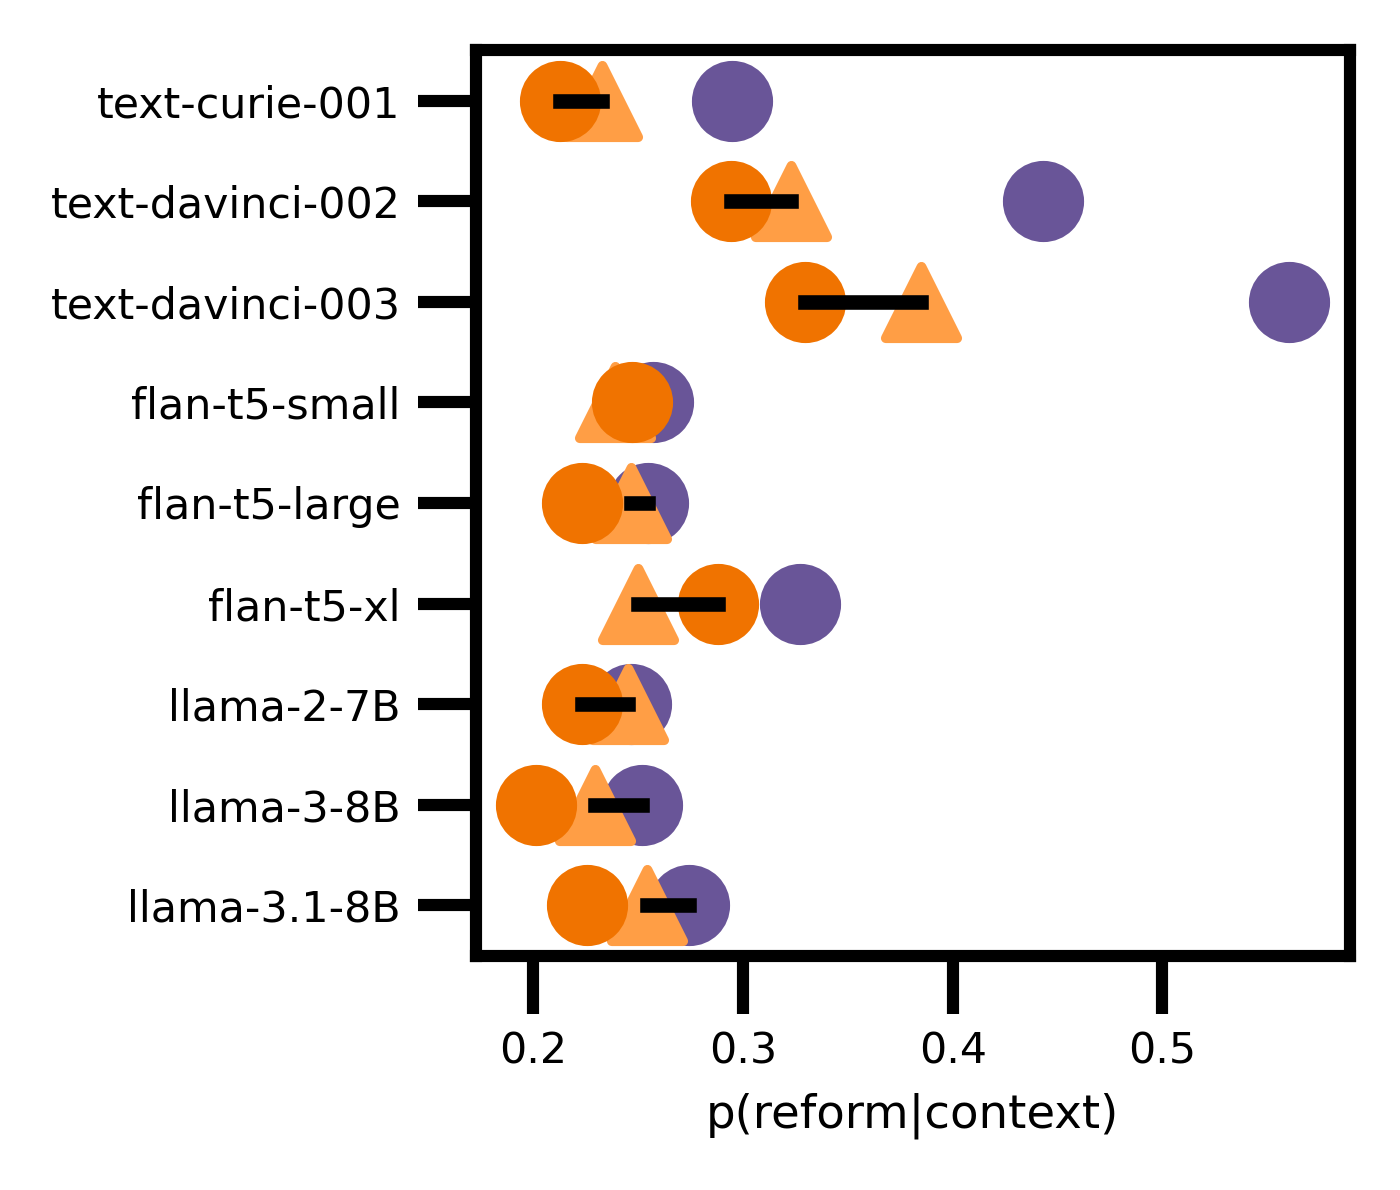 text-curie-001
text-davinci-002
text-davinci-003
flan-t5-small
flan-t5-large
flan-t5-xl
llama-2-7B
llama-3-8B
llama-3.1-8B
0.2 0.3 0.4 0.5
p(reform|context)